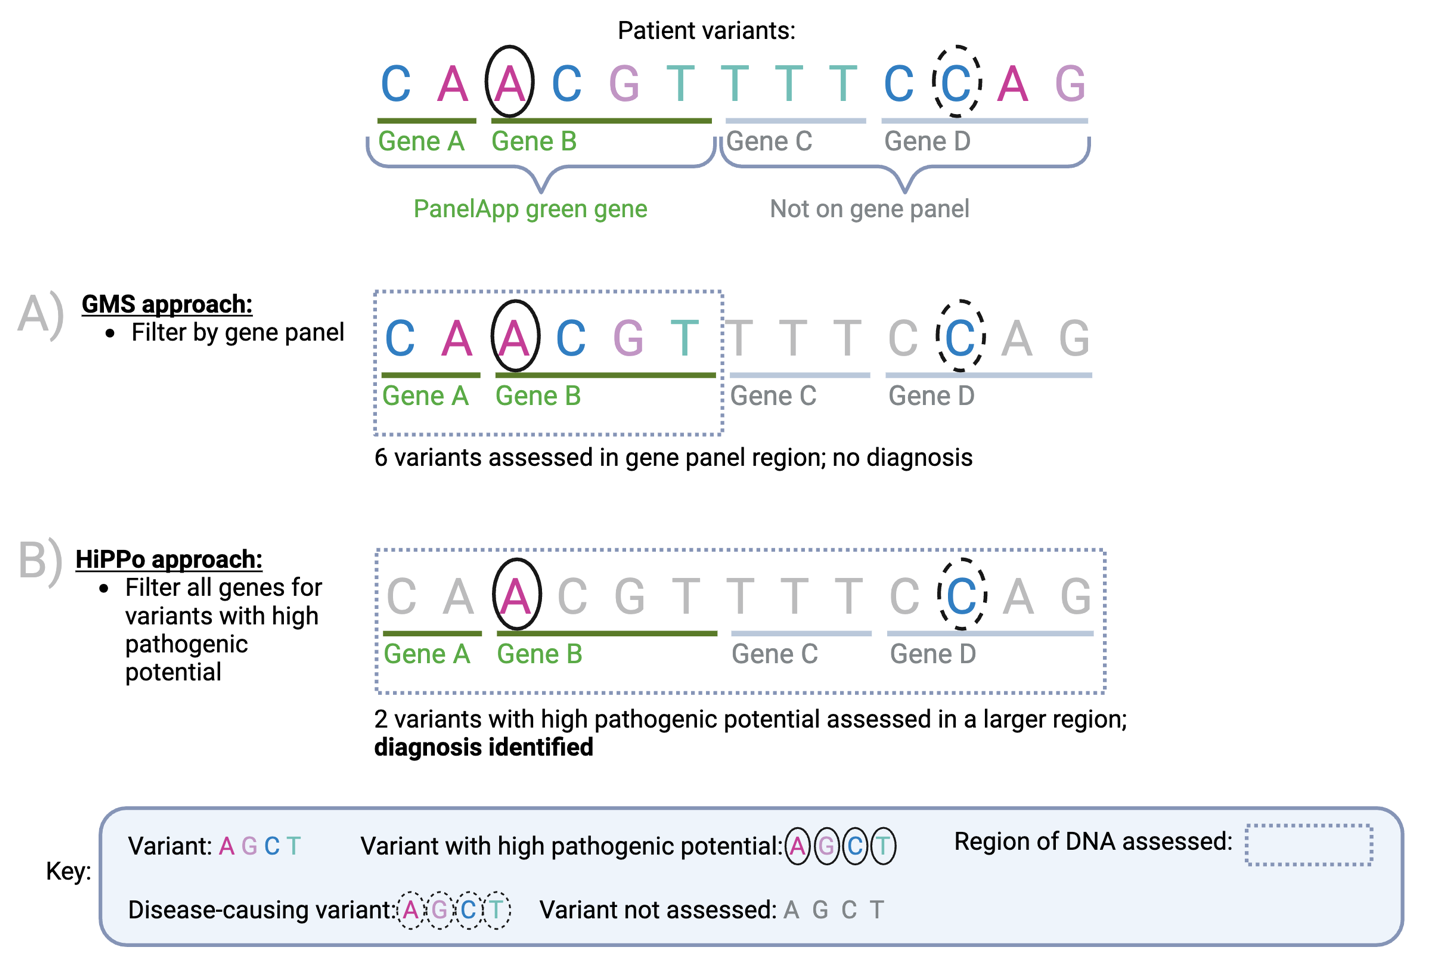 Patient variants:
C A A C G T T T T C C A G
Gene A Gene B Gene C Gene D
PanelApp green gene Not on gene panel
A) GMS approach:
• Filter by gene panel
C A A C G T T T T C C A G
Gene A Gene B Gene C Gene D
6 variants assessed in gene panel region; no diagnosis
B) HiPPo approach:
• Filter all genes for
variants with high
pathogenic
potential
C A A C G T T T T C C A G
Gene A Gene B Gene C Gene D
2 variants with high pathogenic potential assessed in a larger region;
diagnosis identified
Key:
Variant: A G C T Variant with high pathogenic potential: A G C T Region of DNA assessed:
Disease-causing variant: A G C T Variant not assessed: A G C T